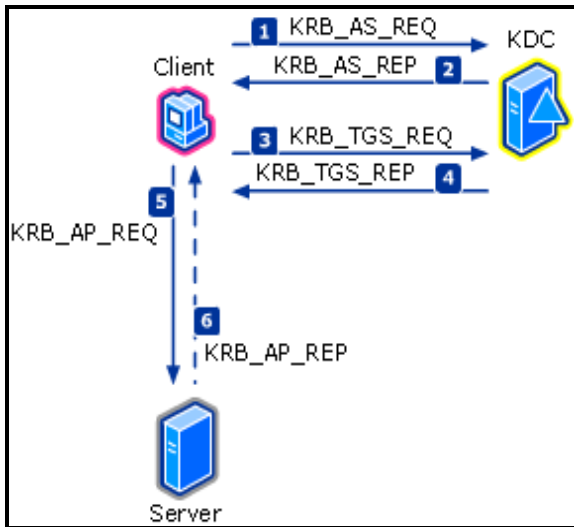 1 KRB_AS_REQ
KDC
Client
KRB_AS_REP 2
3 KRB_TGS_REQ
KRB_TGS_REP 4
5
KRB_AP_REQ
6
KRB_AP_REP
Server